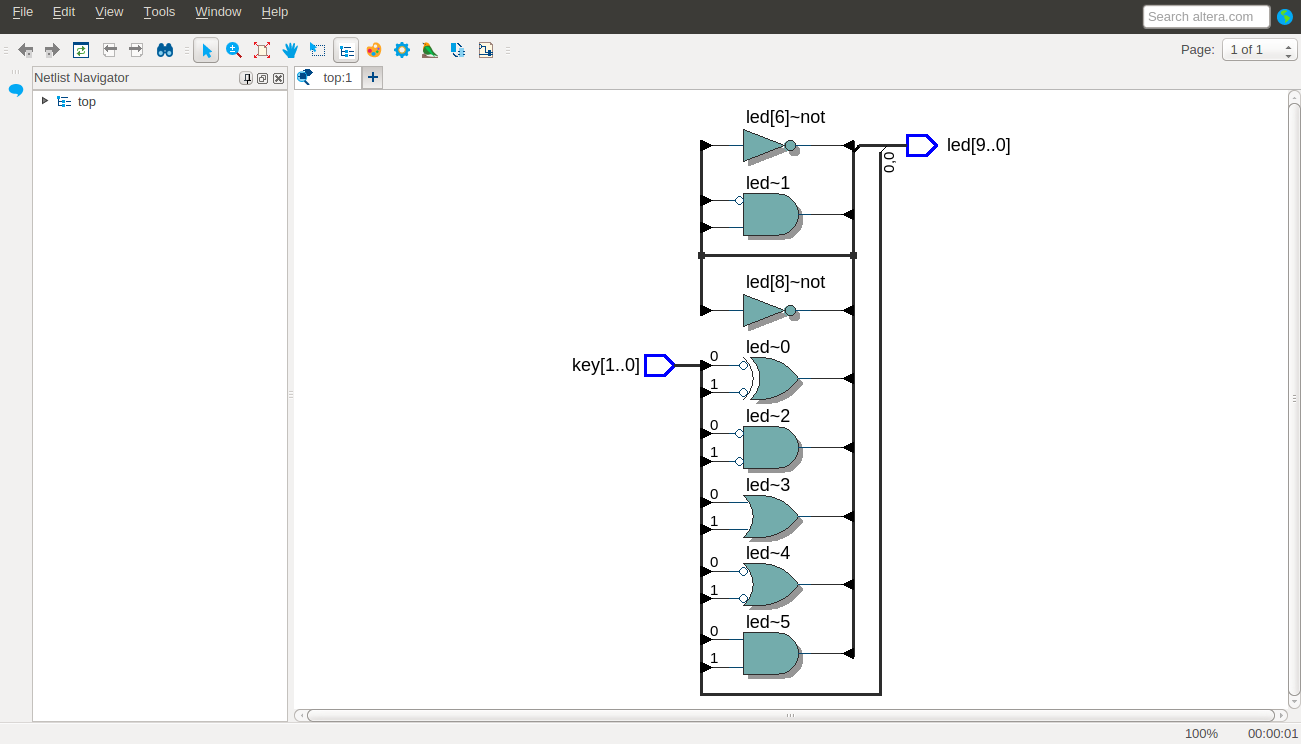 File Edit View Tools Window Help
Search altera.com
Page: 1 of 1
Netlist Navigator
top:1
top
led[6]~not
led[9..0]
0,0
led~1
led[8]~not
led~0
key[1..0]
0
1
led~2
0
1
led~3
0
1
led~4
0
1
led~5
0
1
100% 00:00:01